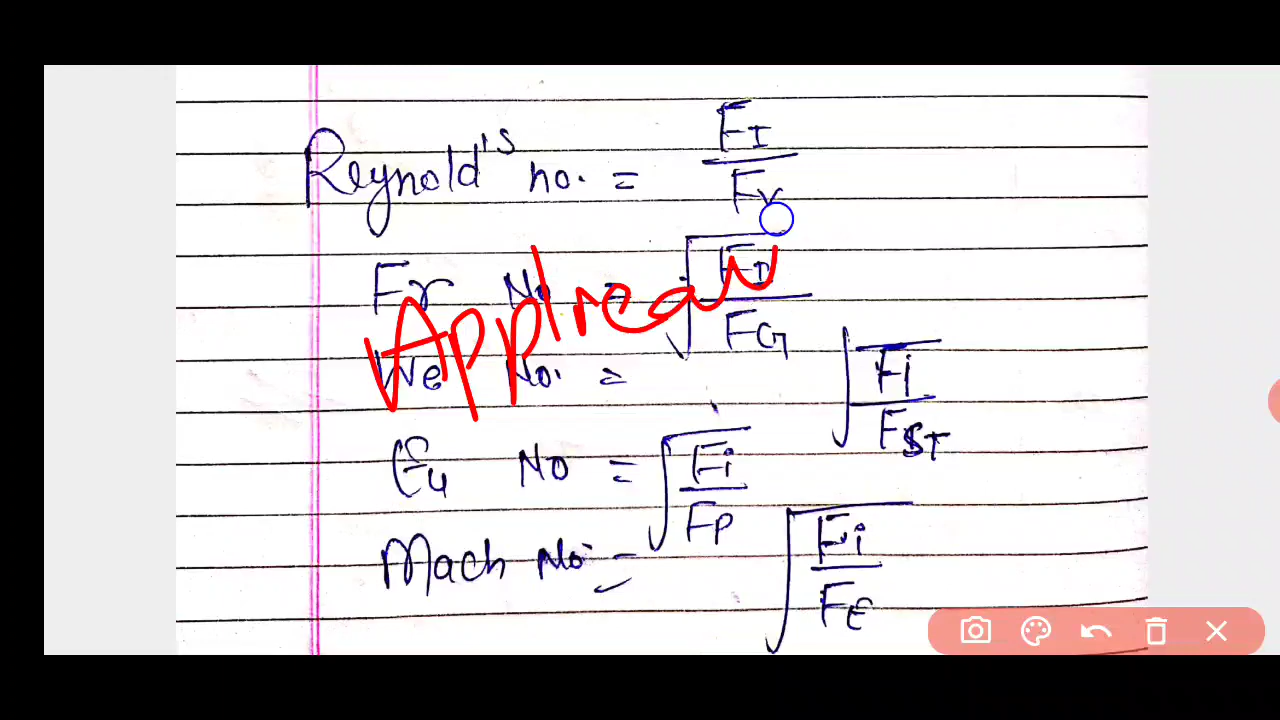 Reynold's no. = FI / Fv
Fr No = √ FI / FG
We No. = √ Fi / FST
Eu No = √ Fi / FP
Mach No. = √ Fi / FE